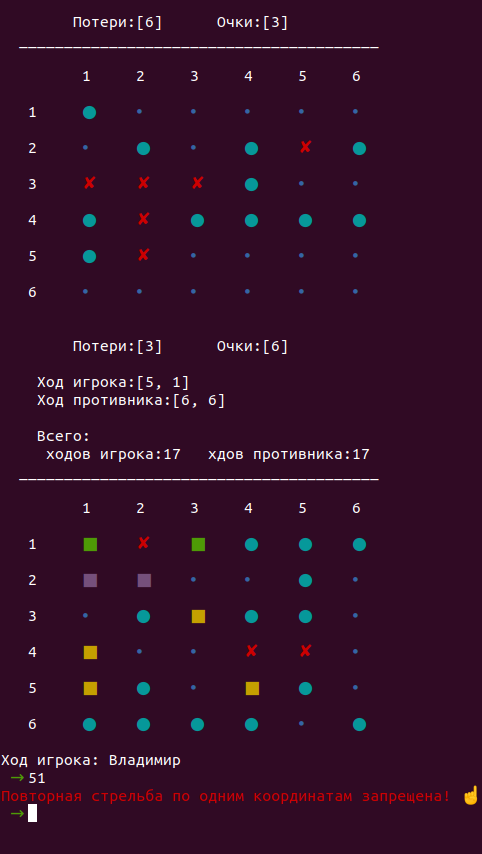 Потери:[6] Очки:[3]
1 2 3 4 5 6
1
2
3
4
5
6
Потери:[3] Очки:[6]
Ход игрока:[5, 1]
Ход противника:[6, 6]
Всего:
ходов игрока:17 хдов противника:17
1 2 3 4 5 6
1
2
3
4
5
6
Ход игрока: Владимир
→ 51
Повторная стрельба по одним координатам запрещена! ☝
→